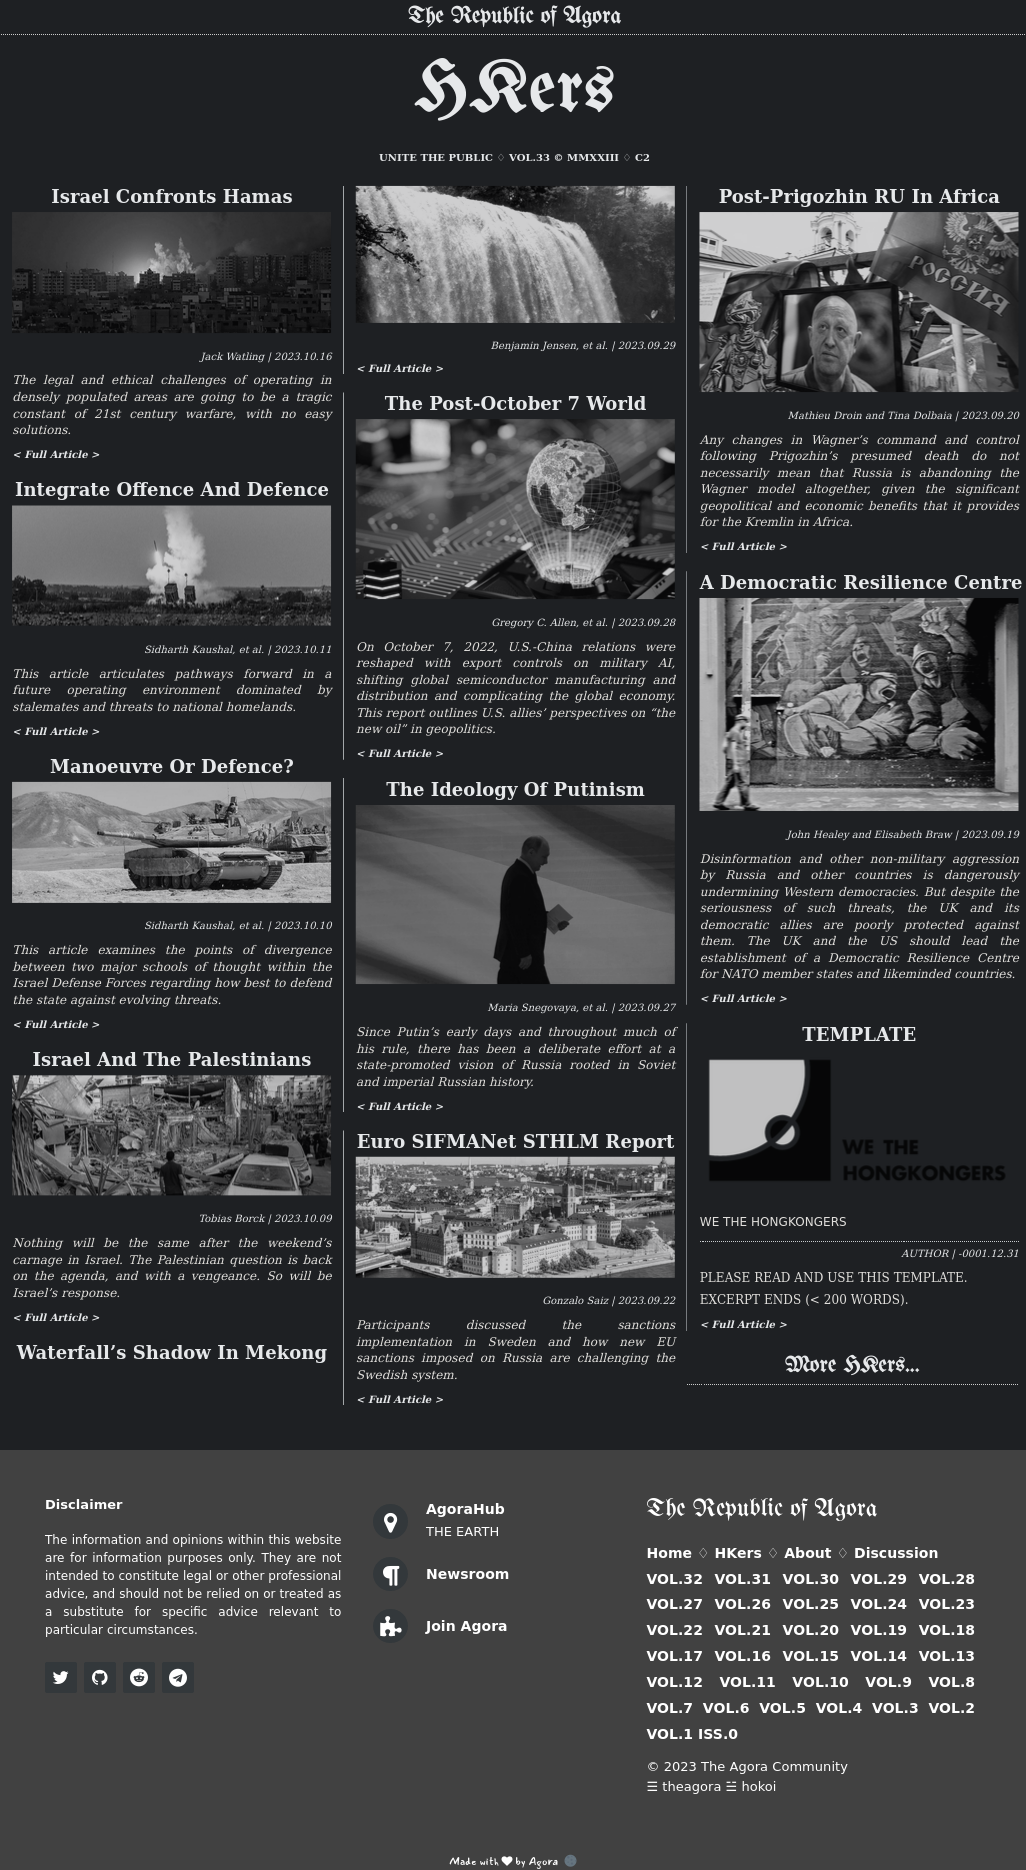 The Republic of Agora
HKers
UNITE THE PUBLIC ♢ VOL.33 © MMXXIII ♢ C2
Israel Confronts Hamas
Jack Watling | 2023.10.16
The legal and ethical challenges of operating in
densely populated areas are going to be a tragic
constant of 21st century warfare, with no easy
solutions.
< Full Article >
Integrate Offence And Defence
Sidharth Kaushal, et al. | 2023.10.11
This article articulates pathways forward in a
future operating environment dominated by
stalemates and threats to national homelands.
< Full Article >
Manoeuvre Or Defence?
Sidharth Kaushal | 2023.10.10
This article examines the points of divergence
between two major schools of thought within the
Israel Defense Forces regarding how best to defend
the state against evolving threats.
< Full Article >
Israel And The Palestinians
Tobias Borck | 2023.10.09
Nothing will be the same after the weekend’s
carnage in Israel. The Palestinian question is back
on the agenda, and with a vengeance. So will be
Israel’s response.
< Full Article >
Waterfall’s Shadow In Mekong
Benjamin Jensen, et al. | 2023.09.29
< Full Article >
The Post-October 7 World
Gregory C. Allen, et al. | 2023.09.28
On October 7, 2022, U.S.-China relations were
reshaped with export controls on military AI,
shifting global semiconductor manufacturing and
distribution and complicating the global economy.
This report outlines U.S. allies’ perspectives on “the
new oil” in geopolitics.
< Full Article >
The Ideology Of Putinism
Maria Snegovaya, et al. | 2023.09.27
Since Putin’s early days and throughout much of
his rule, there has been a deliberate effort at a
state-promoted vision of Russia rooted in Soviet
and imperial Russian history.
< Full Article >
Euro SIFMANet STHLM Report
Gonzalo Saiz | 2023.09.22
Participants discussed the sanctions
implementation in Sweden and how new EU
sanctions imposed on Russia are challenging the
Swedish system.
< Full Article >
Post-Prigozhin RU In Africa
РОССИЯ
Mathieu Droin and Tina Dolbaia | 2023.09.20
Any changes in Wagner’s command and control
following Prigozhin’s presumed death do not
necessarily mean that Russia is abandoning the
Wagner model altogether, given the significant
geopolitical and economic benefits that it provides
for the Kremlin in Africa.
< Full Article >
A Democratic Resilience Centre
John Healey and Elisabeth Braw | 2023.09.19
Disinformation and other non-military aggression
by Russia and other countries is dangerously
undermining Western democracies. But despite the
seriousness of such threats, the UK and its
democratic allies are poorly protected against
them. The UK and the US should lead the
establishment of a Democratic Resilience Centre
for NATO member states and likeminded countries.
< Full Article >
TEMPLATE
WE THE
HONGKONGERS
WE THE HONGKONGERS
AUTHOR | -0001.12.31
PLEASE READ AND USE THIS TEMPLATE.
EXCERPT ENDS (< 200 WORDS).
< Full Article >
More HKers...
Disclaimer
The information and opinions within this website
are for information purposes only. They are not
intended to constitute legal or other professional
advice, and should not be relied on or treated as
a substitute for specific advice relevant to
particular circumstances.
AgoraHub
THE EARTH
Newsroom
Join Agora
The Republic of Agora
Home ♢ HKers ♢ About ♢ Discussion
VOL.32 VOL.31 VOL.30 VOL.29 VOL.28
VOL.27 VOL.26 VOL.25 VOL.24 VOL.23
VOL.22 VOL.21 VOL.20 VOL.19 VOL.18
VOL.17 VOL.16 VOL.15 VOL.14 VOL.13
VOL.12 VOL.11 VOL.10 VOL.9 VOL.8
VOL.7 VOL.6 VOL.5 VOL.4 VOL.3 VOL.2
VOL.1 ISS.0
© 2023 The Agora Community
☰ theagora ☱ hokoi
Made with ♥ by Agora